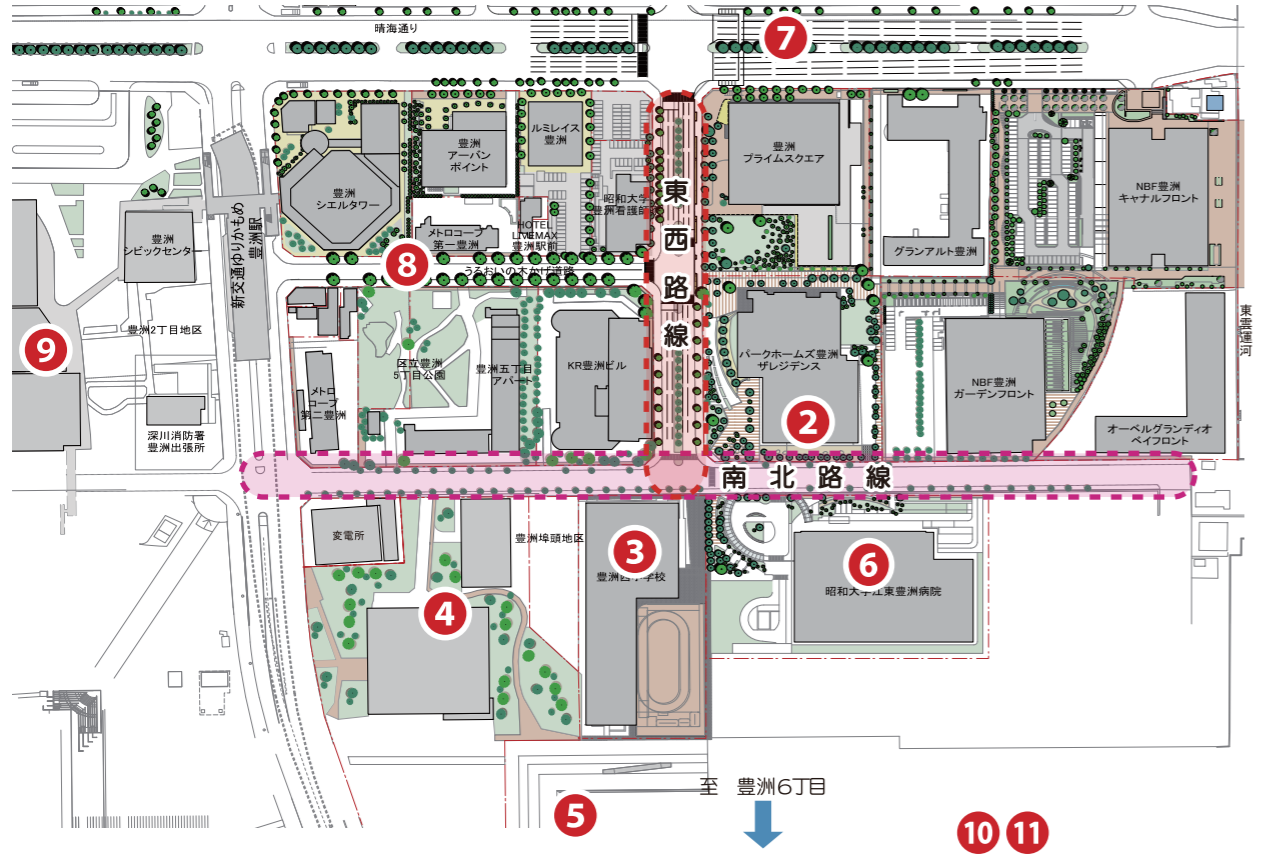 晴海通り
7
ルミレイス
豊洲
豊洲
アーバン
ポイント
豊洲
シエルタワー
昭和大学
豊洲看護師
メトロコープ
第一豊洲
HOTEL
LIVEMAX
豊洲駅前
豊洲
プライムスクエア
グランアルト豊洲
NBF豊洲
キャナルフロント
東西路線
新交通ゆりかもめ
豊洲駅
豊洲
シビックセンター
8
うるおいの木かげ道路
9
豊洲2丁目地区
深川消防署
豊洲出張所
メトロ
コープ
第二豊洲
区立豊洲
5丁目公園
豊洲五丁目
アパート
KR豊洲ビル
パークホームズ豊洲
ザレジデンス
2
NBF豊洲
ガーデンフロント
オーベルグランディオ
ベイフロント
東雲運河
南北路線
変電所
豊洲埠頭地区
3
豊洲西小学校
4
6
昭和大学江東豊洲病院
5
至 豊洲6丁目
10
11